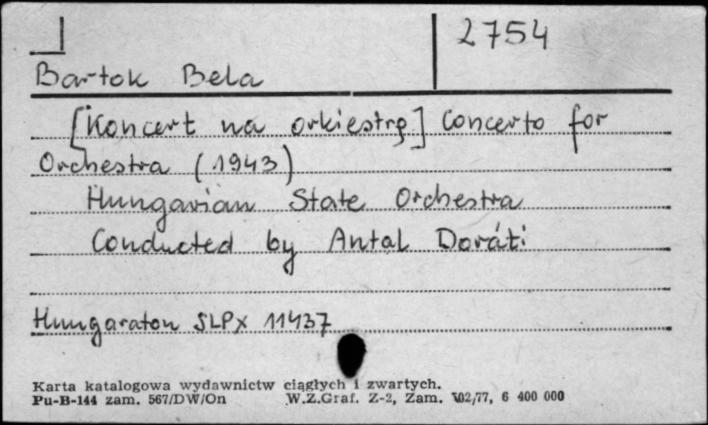 2754
Bartok Bela
[Koncert na orkiestrę] Concerto for
Orchestra (1943)
Hungarian State Orchestra
Conducted by Antal Doráti
Hungaraton SLPX 11437
Karta katalogowa wydawnictw ciągłych i zwartych.
Pu-B-144 zam. 567/DW/On W.Z.Graf. Z-2, Zam. 102/77, 6 400 000